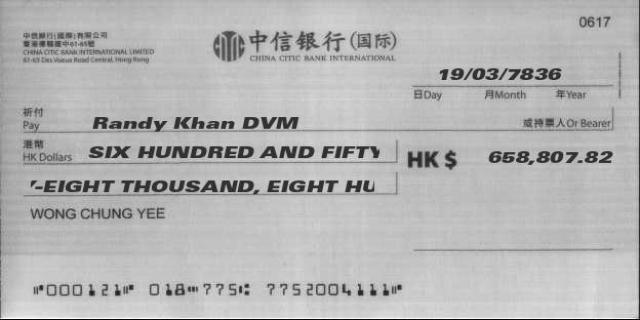 0617
中信銀行(國際)有限公司
香港德輔道中61-65號
CHINA CITIC BANK INTERNATIONAL LIMITED
61-65 Des Voeux Road Central, Hong Kong
中信银行(国际)
CHINA CITIC BANK INTERNATIONAL
19/03/7836
日Day 月Month 年Year
祈付
Pay Randy Khan DVM 或持票人Or Bearer
港幣
HK Dollars SIX HUNDRED AND FIFTY HK $ 658,807.82
-EIGHT THOUSAND, EIGHT HU
WONG CHUNG YEE
⑈000121⑈ 018⑉775⑆ 7752004111⑈